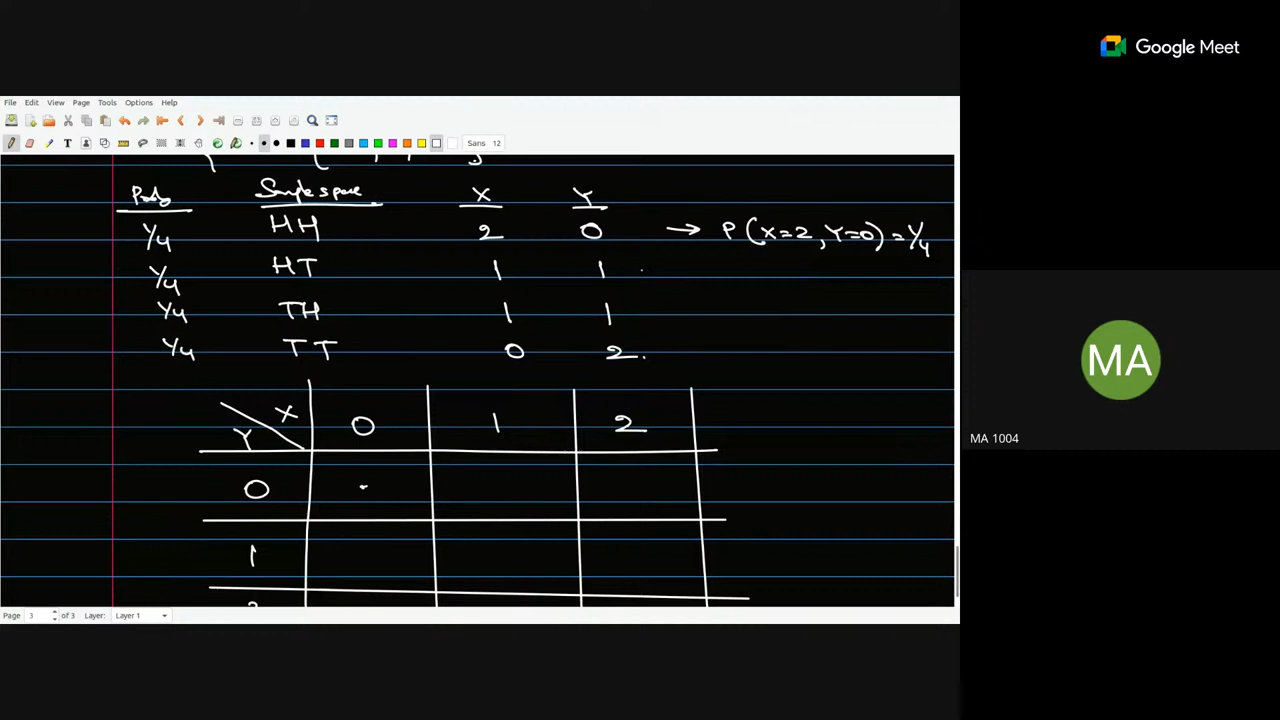 Google Meet
File Edit View Page Tools Options Help
Sans 12
Prob Sample space X Y
1/4 HH 2 0 → P(X=2, Y=0) = 1/4
1/4 HT 1 1
1/4 TH 1 1
1/4 TT 0 2
X 0 1 2
Y
0
1
MA
MA 1004
Page 3 of 3 Layer: Layer 1